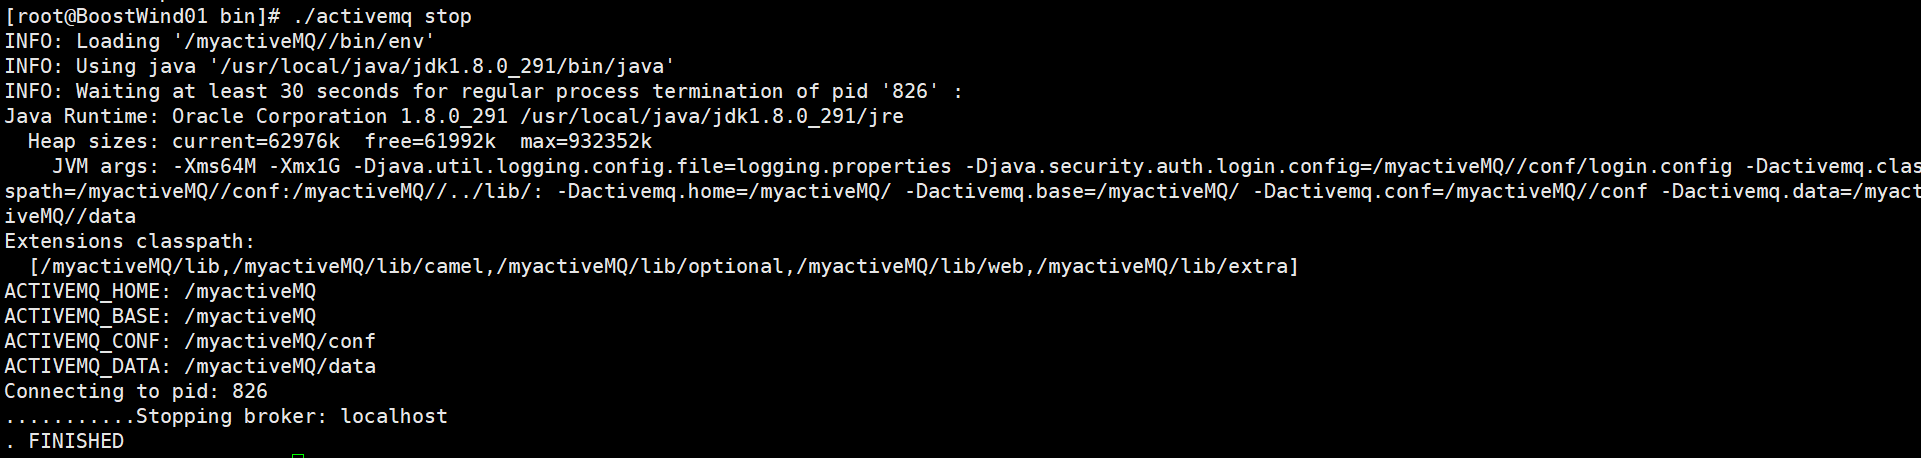 [root@BoostWind01 bin]# ./activemq stop
INFO: Loading '/myactiveMQ//bin/env'
INFO: Using java '/usr/local/java/jdk1.8.0_291/bin/java'
INFO: Waiting at least 30 seconds for regular process termination of pid '826' :
Java Runtime: Oracle Corporation 1.8.0_291 /usr/local/java/jdk1.8.0_291/jre
  Heap sizes: current=62976k  free=61992k  max=932352k
    JVM args: -Xms64M -Xmx1G -Djava.util.logging.config.file=logging.properties -Djava.security.auth.login.config=/myactiveMQ//conf/login.config -Dactivemq.clas
spath=/myactiveMQ//conf:/myactiveMQ//../lib/: -Dactivemq.home=/myactiveMQ/ -Dactivemq.base=/myactiveMQ/ -Dactivemq.conf=/myactiveMQ//conf -Dactivemq.data=/myact
iveMQ//data
Extensions classpath:
  [/myactiveMQ/lib,/myactiveMQ/lib/camel,/myactiveMQ/lib/optional,/myactiveMQ/lib/web,/myactiveMQ/lib/extra]
ACTIVEMQ_HOME: /myactiveMQ
ACTIVEMQ_BASE: /myactiveMQ
ACTIVEMQ_CONF: /myactiveMQ/conf
ACTIVEMQ_DATA: /myactiveMQ/data
Connecting to pid: 826
...........Stopping broker: localhost
. FINISHED